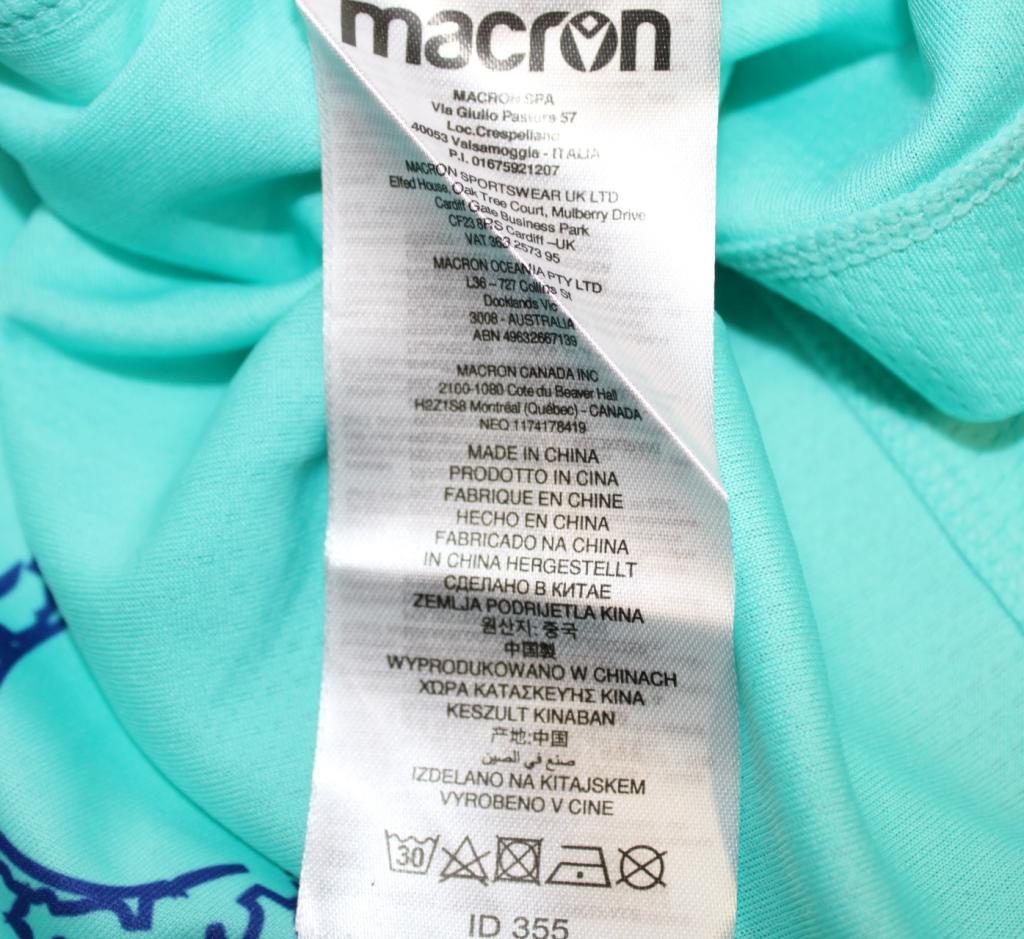 macron
MACRON SPA
Via Giulio Pastore 57
Loc.Crespellano
40053 Valsamoggia - ITALIA
P.I. 01675921207
MACRON SPORTSWEAR UK LTD
Elfed House, Oak Tree Court, Mulberry Drive
Cardiff Gate Business Park
CF23 8RS Cardiff –UK
VAT 363 2573 95
MACRON OCEANIA PTY LTD
L36 – 727 Collins St
Docklands Vic
3008 - AUSTRALIA
ABN 49632667139
MACRON CANADA INC
2100-1080 Cote du Beaver Hall
H2Z1S8 Montréal (Québec) - CANADA
NEQ 1174178419
MADE IN CHINA
PRODOTTO IN CINA
FABRIQUE EN CHINE
HECHO EN CHINA
FABRICADO NA CHINA
IN CHINA HERGESTELLT
СДЕЛАНО В КИТАЕ
ZEMLJA PODRIJETLA KINA
원산지: 중국
中国製
WYPRODUKOWANO W CHINACH
ΧΩΡΑ ΚΑΤΑΣΚΕΥΗΣ ΚΙΝΑ
KESZULT KINABAN
产地:中国
صنع في الصين
IZDELANO NA KITAJSKEM
VYROBENO V CINE
30
ID 355